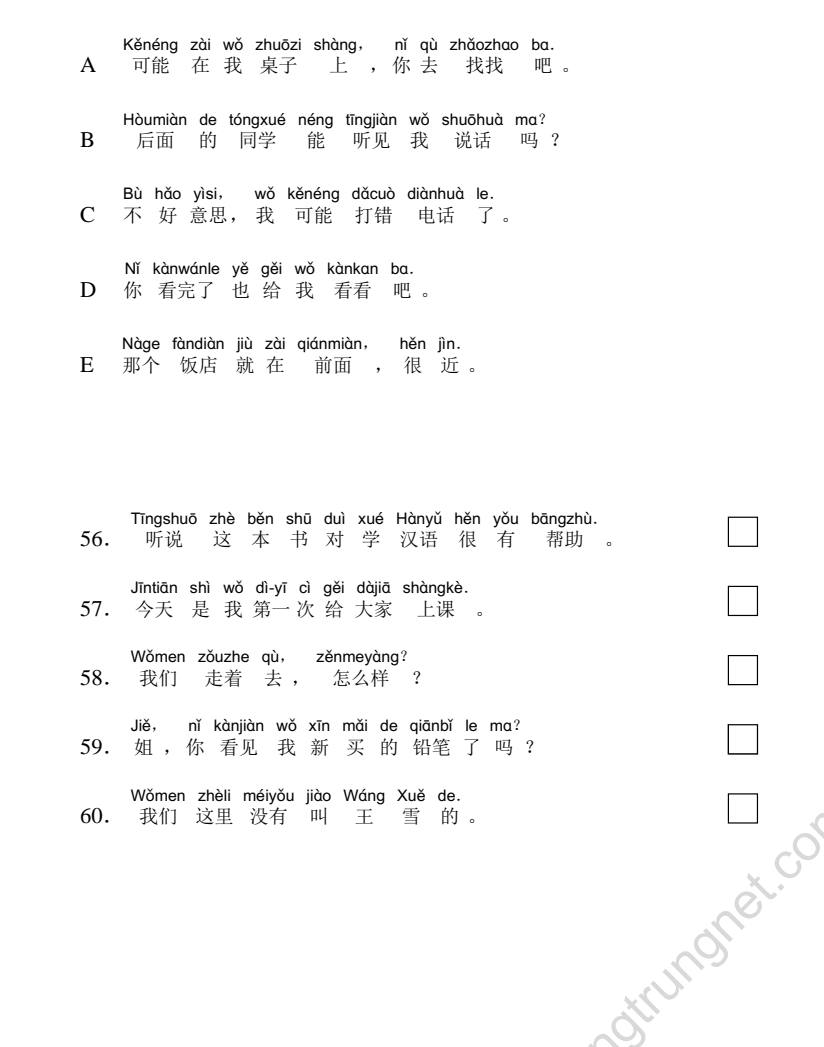 Kěnéng zài wǒ zhuōzi shàng， nǐ qù zhǎozhao ba.
A 可能 在 我 桌子 上 ，你 去 找找 吧 。
Hòumiàn de tóngxué néng tīngjiàn wǒ shuōhuà ma？
B 后面 的 同学 能 听见 我 说话 吗 ？
Bù hǎo yìsi， wǒ kěnéng dǎcuò diànhuà le.
C 不 好 意思，我 可能 打错 电话 了 。
Nǐ kànwánle yě gěi wǒ kànkan ba.
D 你 看完了 也 给 我 看看 吧 。
Nàge fàndiàn jiù zài qiánmiàn， hěn jìn.
E 那个 饭店 就 在 前面 ，很 近 。
Tīngshuō zhè běn shū duì xué Hànyǔ hěn yǒu bāngzhù.
56. 听说 这 本 书 对 学 汉语 很 有 帮助 。
Jīntiān shì wǒ dì-yī cì gěi dàjiā shàngkè.
57. 今天 是 我 第一 次 给 大家 上课 。
Wǒmen zǒuzhe qù， zěnmeyàng？
58. 我们 走着 去 ， 怎么样 ？
Jiě， nǐ kànjiàn wǒ xīn mǎi de qiānbǐ le ma？
59. 姐 ，你 看见 我 新 买 的 铅笔 了 吗 ？
Wǒmen zhèli méiyǒu jiào Wáng Xuě de.
60. 我们 这里 没有 叫 王 雪 的 。
ngtrungnet.com